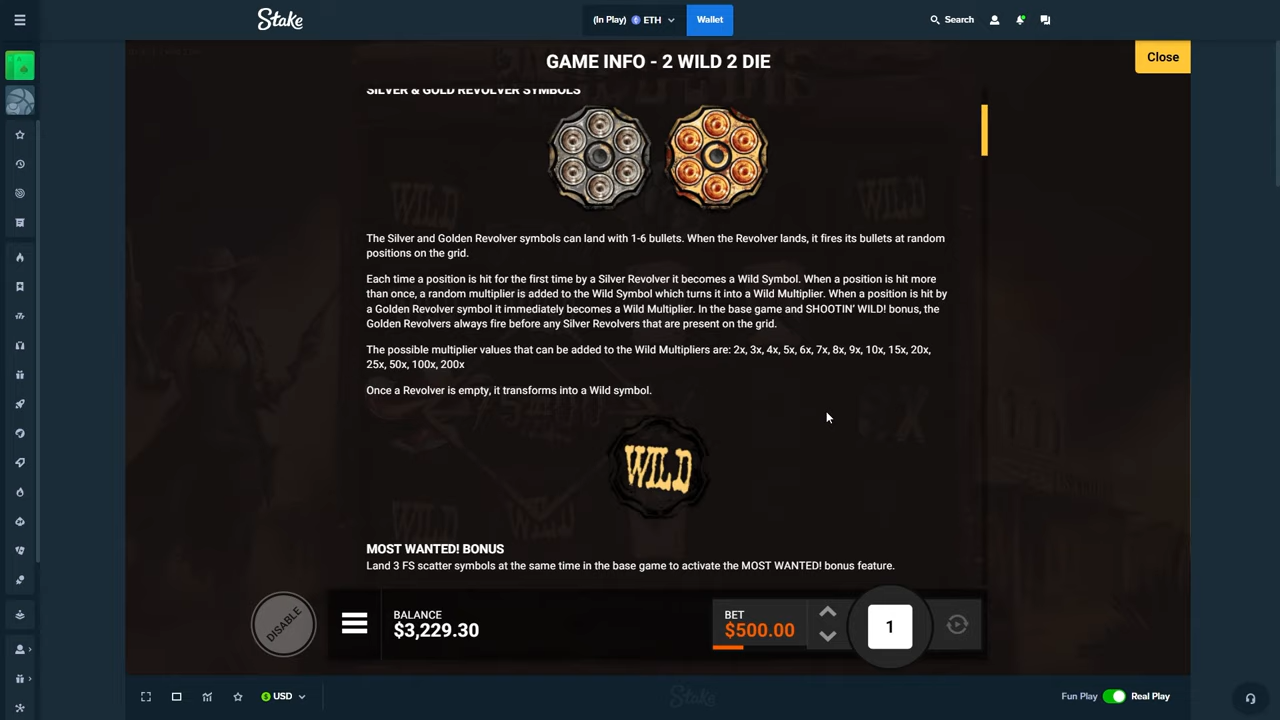 Stake
(In Play) ETH
Wallet
Search
GAME INFO - 2 WILD 2 DIE
Close
SILVER & GOLD REVOLVER SYMBOLS
The Silver and Golden Revolver symbols can land with 1-6 bullets. When the Revolver lands, it fires its bullets at random
positions on the grid.
Each time a position is hit for the first time by a Silver Revolver it becomes a Wild Symbol. When a position is hit more
than once, a random multiplier is added to the Wild Symbol which turns it into a Wild Multiplier. When a position is hit by
a Golden Revolver symbol it immediately becomes a Wild Multiplier. In the base game and SHOOTIN' WILD! bonus, the
Golden Revolvers always fire before any Silver Revolvers that are present on the grid.
The possible multiplier values that can be added to the Wild Multipliers are: 2x, 3x, 4x, 5x, 6x, 7x, 8x, 9x, 10x, 15x, 20x,
25x, 50x, 100x, 200x
Once a Revolver is empty, it transforms into a Wild symbol.
WILD
MOST WANTED! BONUS
Land 3 FS scatter symbols at the same time in the base game to activate the MOST WANTED! bonus feature.
DISABLE
BALANCE
$3,229.30
BET
$500.00
1
USD
Stake
Fun Play
Real Play